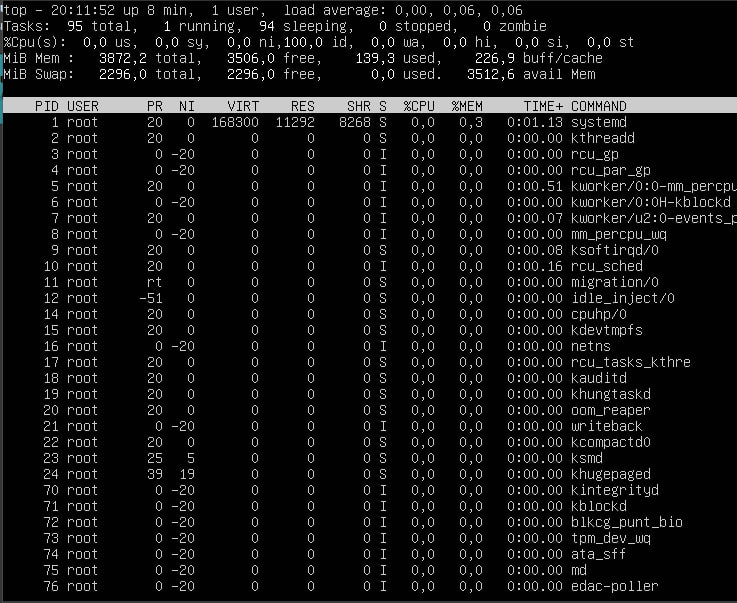 top - 20:11:52 up 8 min,  1 user,  load average: 0,00, 0,06, 0,06
Tasks:  95 total,   1 running,  94 sleeping,   0 stopped,   0 zombie
%Cpu(s):  0,0 us,  0,0 sy,  0,0 ni,100,0 id,  0,0 wa,  0,0 hi,  0,0 si,  0,0 st
MiB Mem :   3872,2 total,   3506,0 free,    139,3 used,    226,9 buff/cache
MiB Swap:   2296,0 total,   2296,0 free,      0,0 used.   3512,6 avail Mem
PID USER      PR  NI    VIRT    RES    SHR S  %CPU  %MEM     TIME+ COMMAND
1 root      20   0  168300  11292   8268 S   0,0   0,3   0:01.13 systemd
2 root      20   0       0      0      0 S   0,0   0,0   0:00.00 kthreadd
3 root       0 -20       0      0      0 I   0,0   0,0   0:00.00 rcu_gp
4 root       0 -20       0      0      0 I   0,0   0,0   0:00.00 rcu_par_gp
5 root      20   0       0      0      0 I   0,0   0,0   0:00.51 kworker/0:0-mm_percpu
6 root       0 -20       0      0      0 I   0,0   0,0   0:00.00 kworker/0:0H-kblockd
7 root      20   0       0      0      0 I   0,0   0,0   0:00.07 kworker/u2:0-events_p
8 root       0 -20       0      0      0 I   0,0   0,0   0:00.00 mm_percpu_wq
9 root      20   0       0      0      0 S   0,0   0,0   0:00.08 ksoftirqd/0
10 root      20   0       0      0      0 I   0,0   0,0   0:00.16 rcu_sched
11 root      rt   0       0      0      0 S   0,0   0,0   0:00.00 migration/0
12 root     -51   0       0      0      0 S   0,0   0,0   0:00.00 idle_inject/0
14 root      20   0       0      0      0 S   0,0   0,0   0:00.00 cpuhp/0
15 root      20   0       0      0      0 S   0,0   0,0   0:00.00 kdevtmpfs
16 root       0 -20       0      0      0 I   0,0   0,0   0:00.00 netns
17 root      20   0       0      0      0 S   0,0   0,0   0:00.00 rcu_tasks_kthre
18 root      20   0       0      0      0 S   0,0   0,0   0:00.00 kauditd
19 root      20   0       0      0      0 S   0,0   0,0   0:00.00 khungtaskd
20 root      20   0       0      0      0 S   0,0   0,0   0:00.00 oom_reaper
21 root       0 -20       0      0      0 I   0,0   0,0   0:00.00 writeback
22 root      20   0       0      0      0 S   0,0   0,0   0:00.00 kcompactd0
23 root      25   5       0      0      0 S   0,0   0,0   0:00.00 ksmd
24 root      39  19       0      0      0 S   0,0   0,0   0:00.00 khugepaged
70 root       0 -20       0      0      0 I   0,0   0,0   0:00.00 kintegrityd
71 root       0 -20       0      0      0 I   0,0   0,0   0:00.00 kblockd
72 root       0 -20       0      0      0 I   0,0   0,0   0:00.00 blkcg_punt_bio
73 root       0 -20       0      0      0 I   0,0   0,0   0:00.00 tpm_dev_wq
74 root       0 -20       0      0      0 I   0,0   0,0   0:00.00 ata_sff
75 root       0 -20       0      0      0 I   0,0   0,0   0:00.00 md
76 root       0 -20       0      0      0 I   0,0   0,0   0:00.00 edac-poller